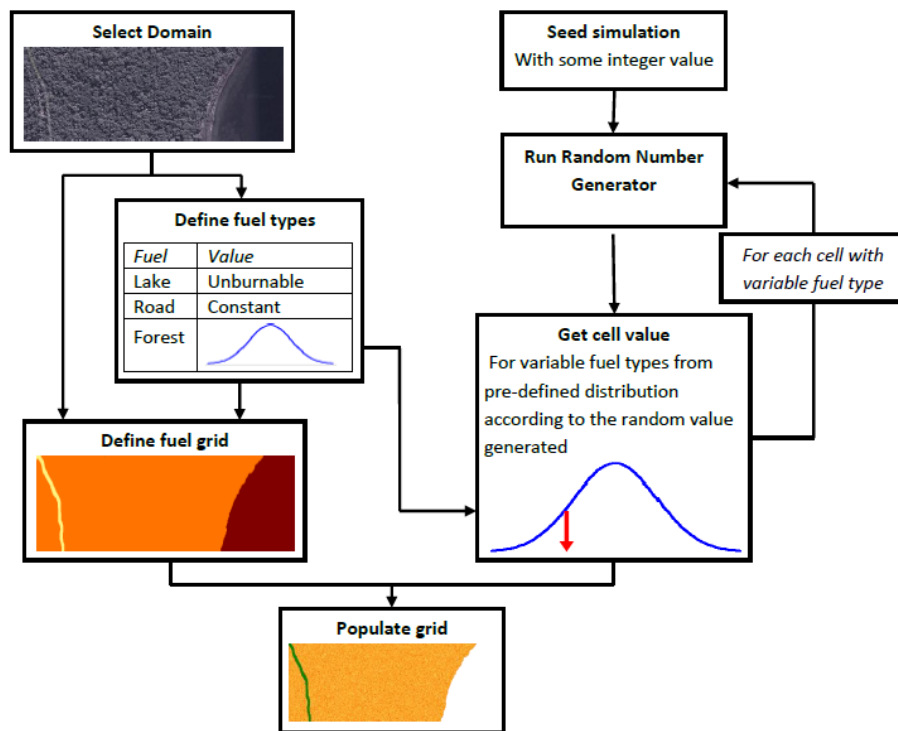 Select Domain
Seed simulation
With some integer value
Run Random Number
Generator
Define fuel types
Fuel Value
Lake Unburnable
Road Constant
Forest
For each cell with
variable fuel type
Get cell value
For variable fuel types from
pre-defined distribution
according to the random value
generated
Define fuel grid
Populate grid